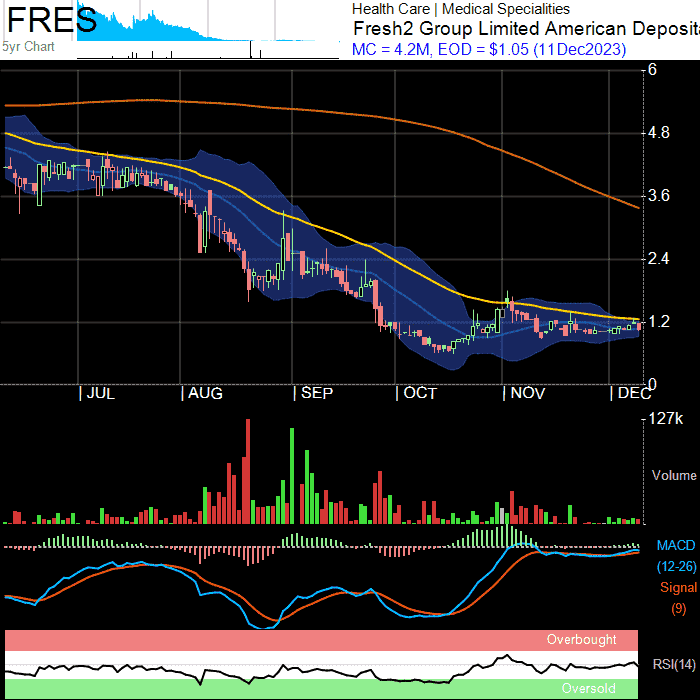 FRES
5yr Chart
Health Care | Medical Specialities
Fresh2 Group Limited American Deposit
MC = 4.2M, EOD = $1.05 (11Dec2023)
6
4.8
3.6
2.4
1.2
0
| JUL | AUG | SEP | OCT | NOV | DEC
127k
Volume
MACD
(12-26)
Signal
(9)
Overbought
RSI(14)
Oversold